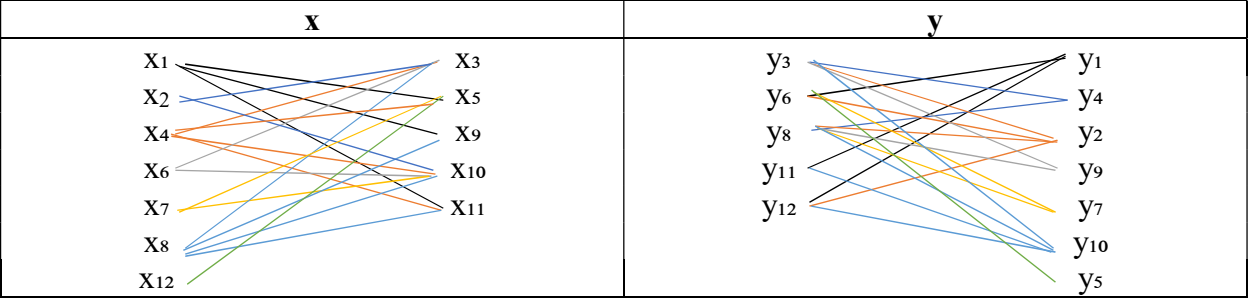 x y
x1 x3 y3 y1
x2 x5 y6 y4
x4 x9 y8 y2
x6 x10 y11 y9
x7 x11 y12 y7
x8 y10
x12 y5